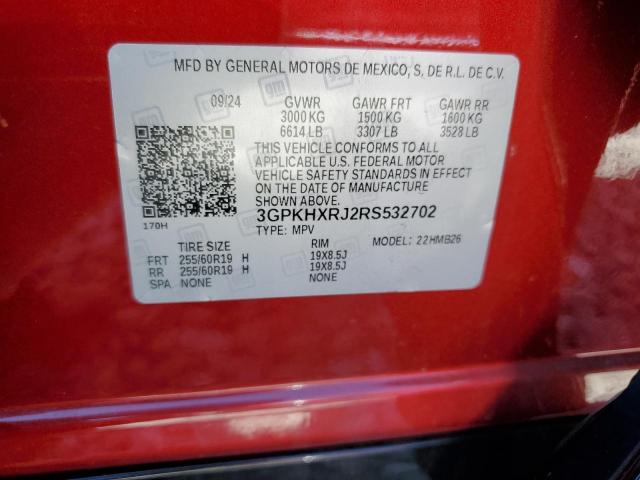 MFD BY GENERAL MOTORS DE MEXICO, S, DE R.L. DE C.V.
09/24 GVWR GAWR FRT GAWR RR
3000 KG 1500 KG 1600 KG
6614 LB 3307 LB 3528 LB
THIS VEHICLE CONFORMS TO ALL
APPLICABLE U.S. FEDERAL MOTOR
VEHICLE SAFETY STANDARDS IN EFFECT
ON THE DATE OF MANUFACTURE
SHOWN ABOVE.
3GPKHXRJ2RS532702
170H
TYPE: MPV MODEL: 22HMB26
TIRE SIZE RIM
FRT 255/60R19 H 19X8.5J
RR 255/60R19 H 19X8.5J
SPA NONE NONE